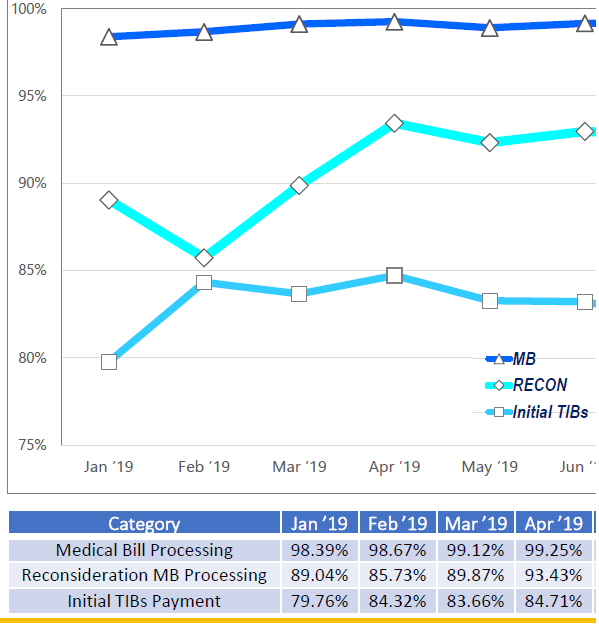 100%
95%
90%
85%
80%
75%
MB
RECON
Initial TIBs
Jan ’19 Feb ’19 Mar ’19 Apr ’19 May ’19 Jun ’
Category Jan ’19 Feb ’19 Mar ’19 Apr ’19
Medical Bill Processing 98.39% 98.67% 99.12% 99.25%
Reconsideration MB Processing 89.04% 85.73% 89.87% 93.43%
Initial TIBs Payment 79.76% 84.32% 83.66% 84.71%